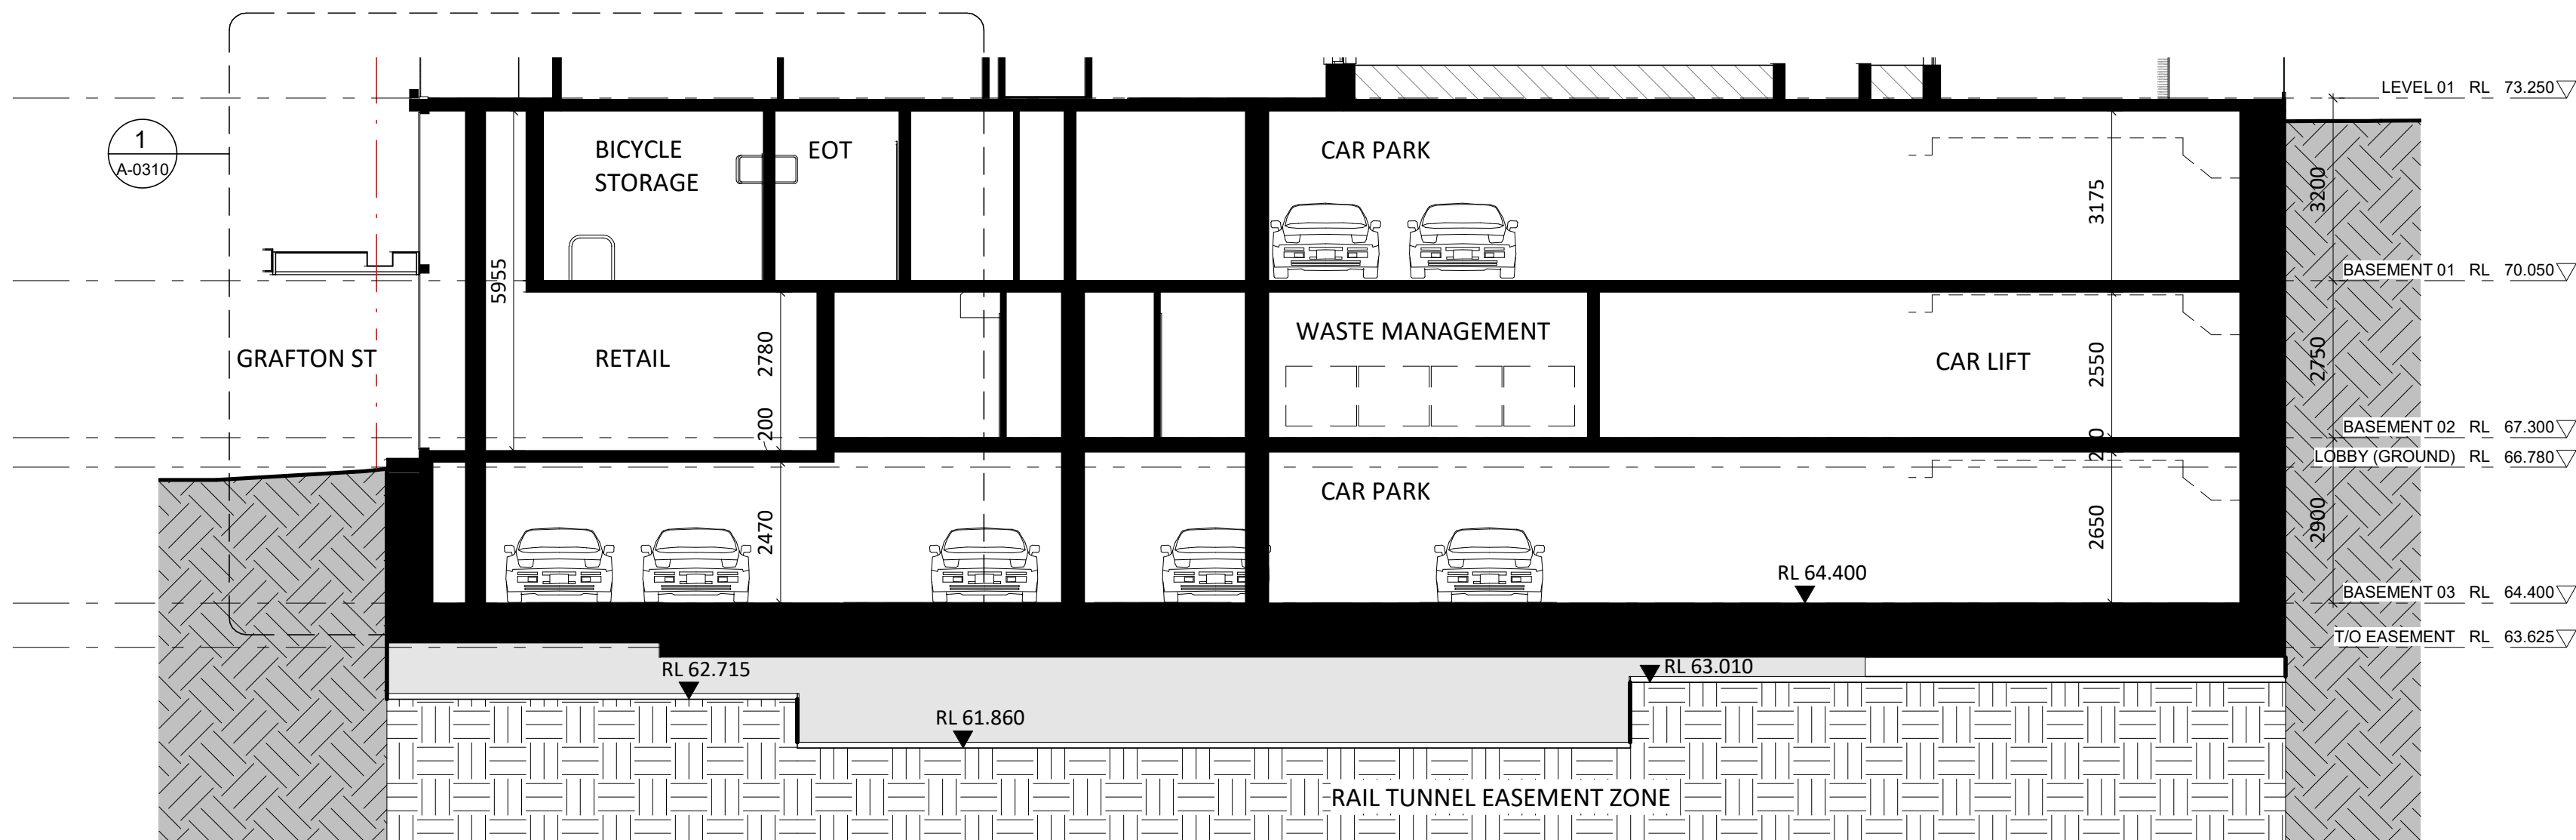 LEVEL 01 RL 73.250
1
A-0310
BICYCLE
STORAGE
EOT
CAR PARK
3175
3200
5955
BASEMENT 01 RL 70.050
GRAFTON ST
RETAIL
2780
WASTE MANAGEMENT
CAR LIFT
2550
2750
200
BASEMENT 02 RL 67.300
LOBBY (GROUND) RL 66.780
CAR PARK
2470
2650
2900
RL 64.400
BASEMENT 03 RL 64.400
T/O EASEMENT RL 63.625
RL 62.715
RL 63.010
RL 61.860
RAIL TUNNEL EASEMENT ZONE